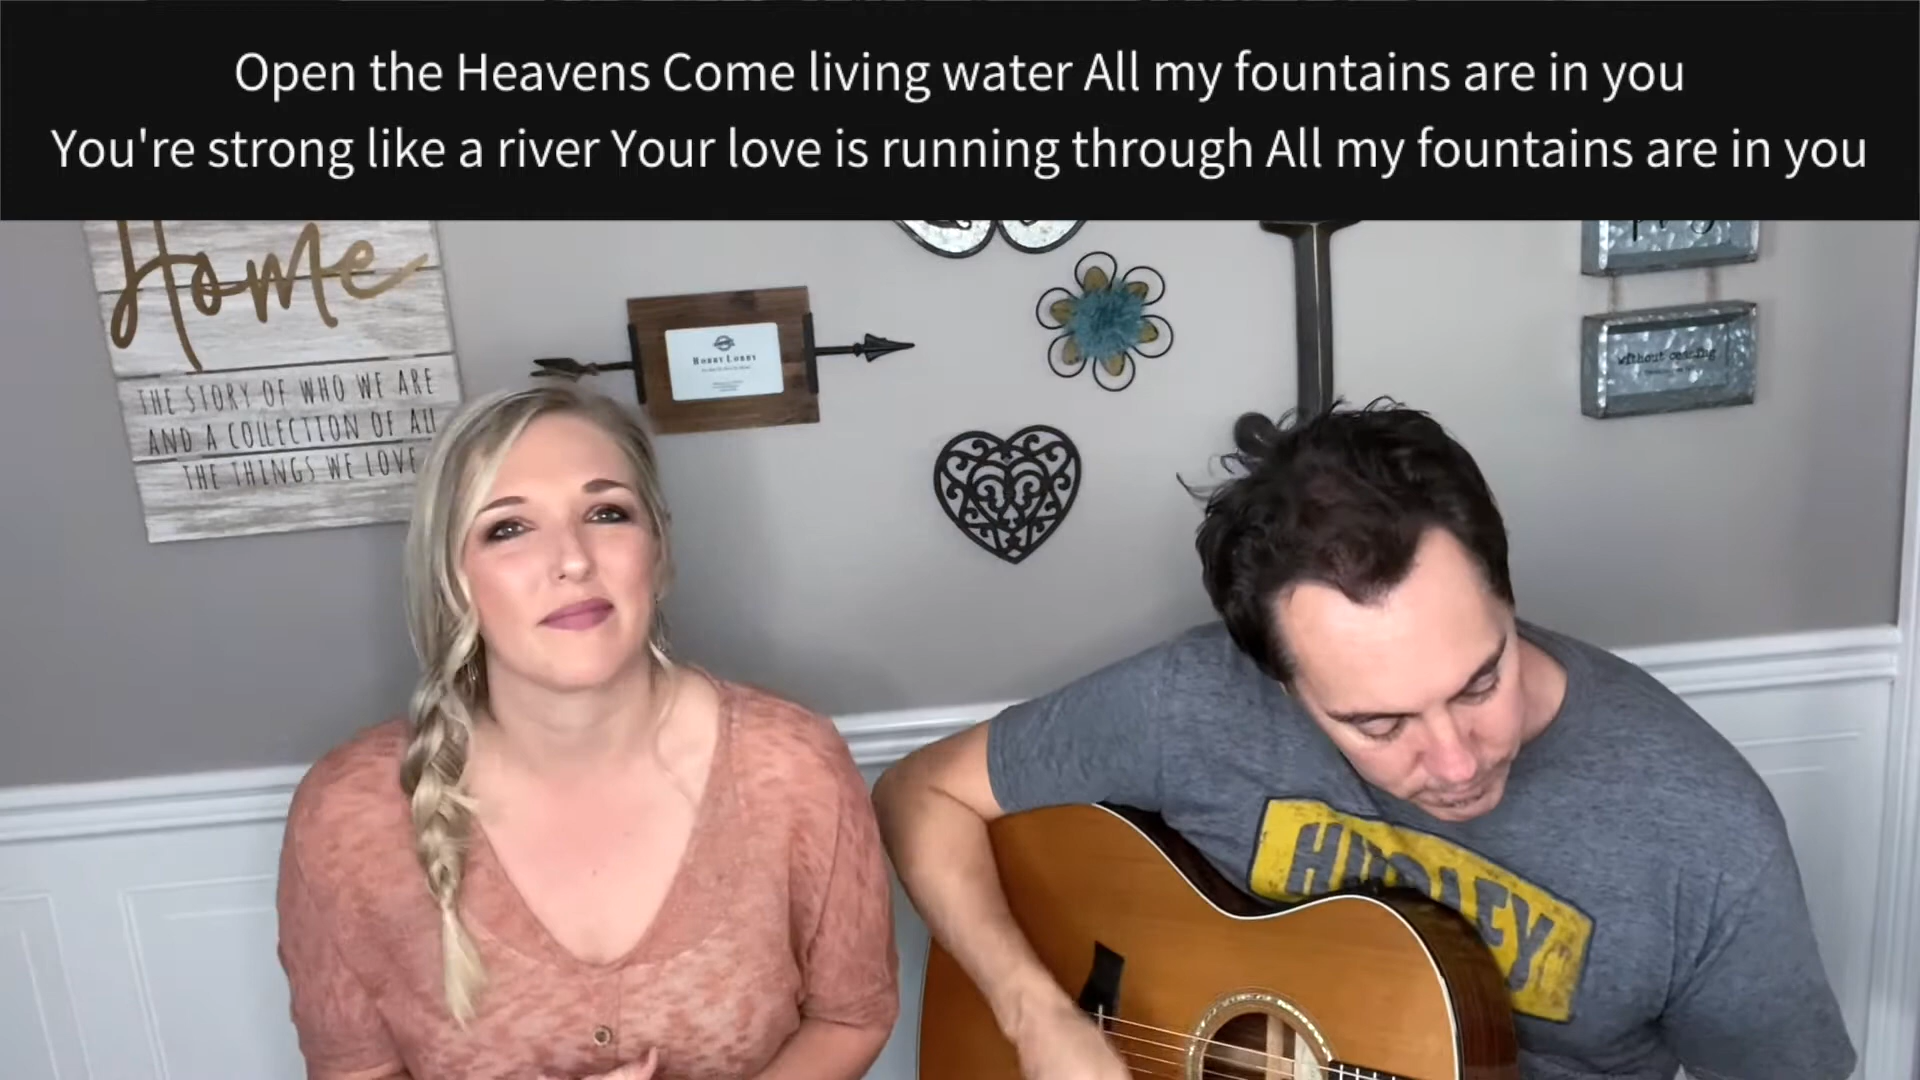 Open the Heavens Come living water All my fountains are in you
You're strong like a river Your love is running through All my fountains are in you
Home
THE STORY OF WHO WE ARE
AND A COLLECTION OF ALL
THE THINGS WE LOVE
HOBBY LOBBY
without ceasing
HURLEY